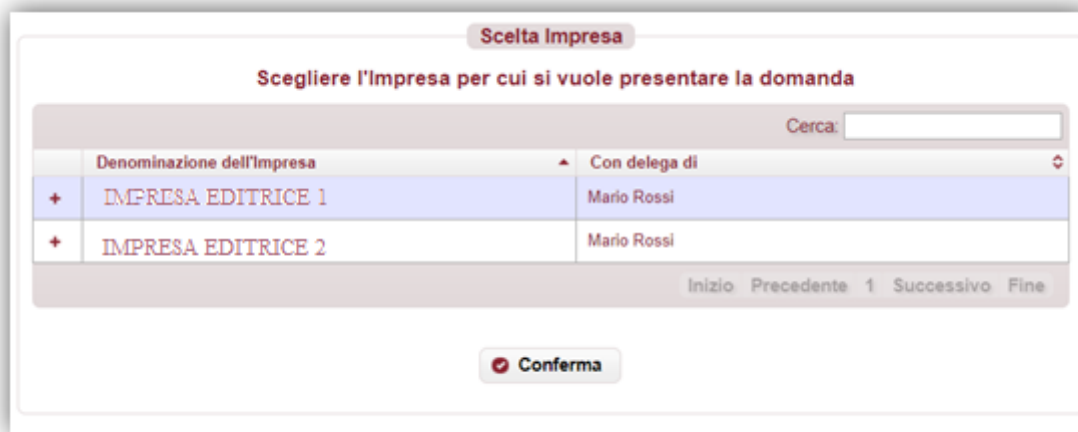 Scelta Impresa
Scegliere l'Impresa per cui si vuole presentare la domanda
Cerca:
Denominazione dell'Impresa Con delega di
+ IMPRESA EDITRICE 1 Mario Rossi
+ IMPRESA EDITRICE 2 Mario Rossi
Inizio Precedente 1 Successivo Fine
Conferma